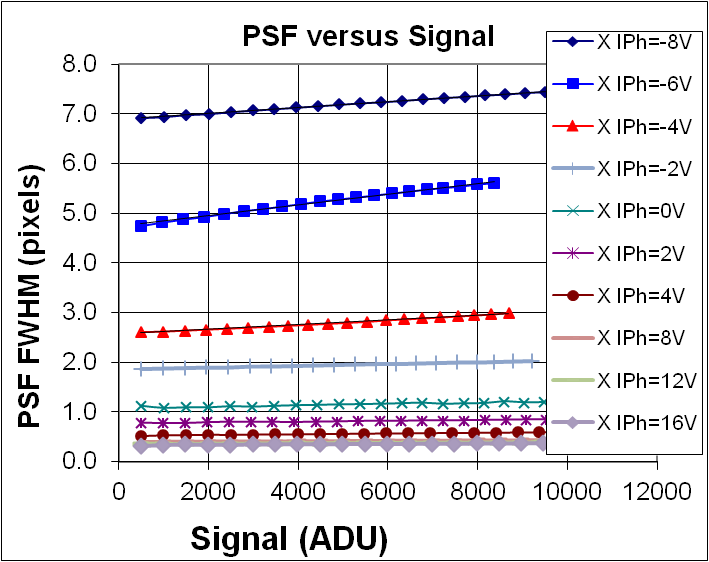 PSF versus Signal
X IPh=-8V
X IPh=-6V
X IPh=-4V
X IPh=-2V
X IPh=0V
X IPh=2V
X IPh=4V
X IPh=8V
X IPh=12V
X IPh=16V
PSF FWHM (pixels)
8.0
7.0
6.0
5.0
4.0
3.0
2.0
1.0
0.0
0 2000 4000 6000 8000 10000 12000
Signal (ADU)